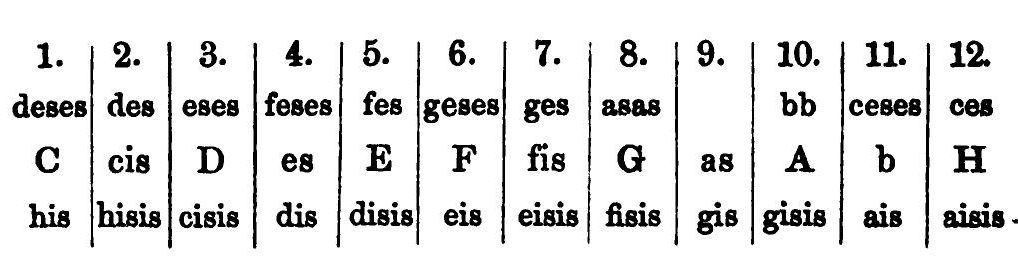 1. | 2. | 3. | 4. | 5. | 6. | 7. | 8. | 9. | 10. | 11. | 12.
deses | des | eses | feses | fes | geses | ges | asas | | bb | ceses | ces
C | cis | D | es | E | F | fis | G | as | A | b | H
his | hisis | cisis | dis | disis | eis | eisis | fisis | gis | gisis | ais | aisis.